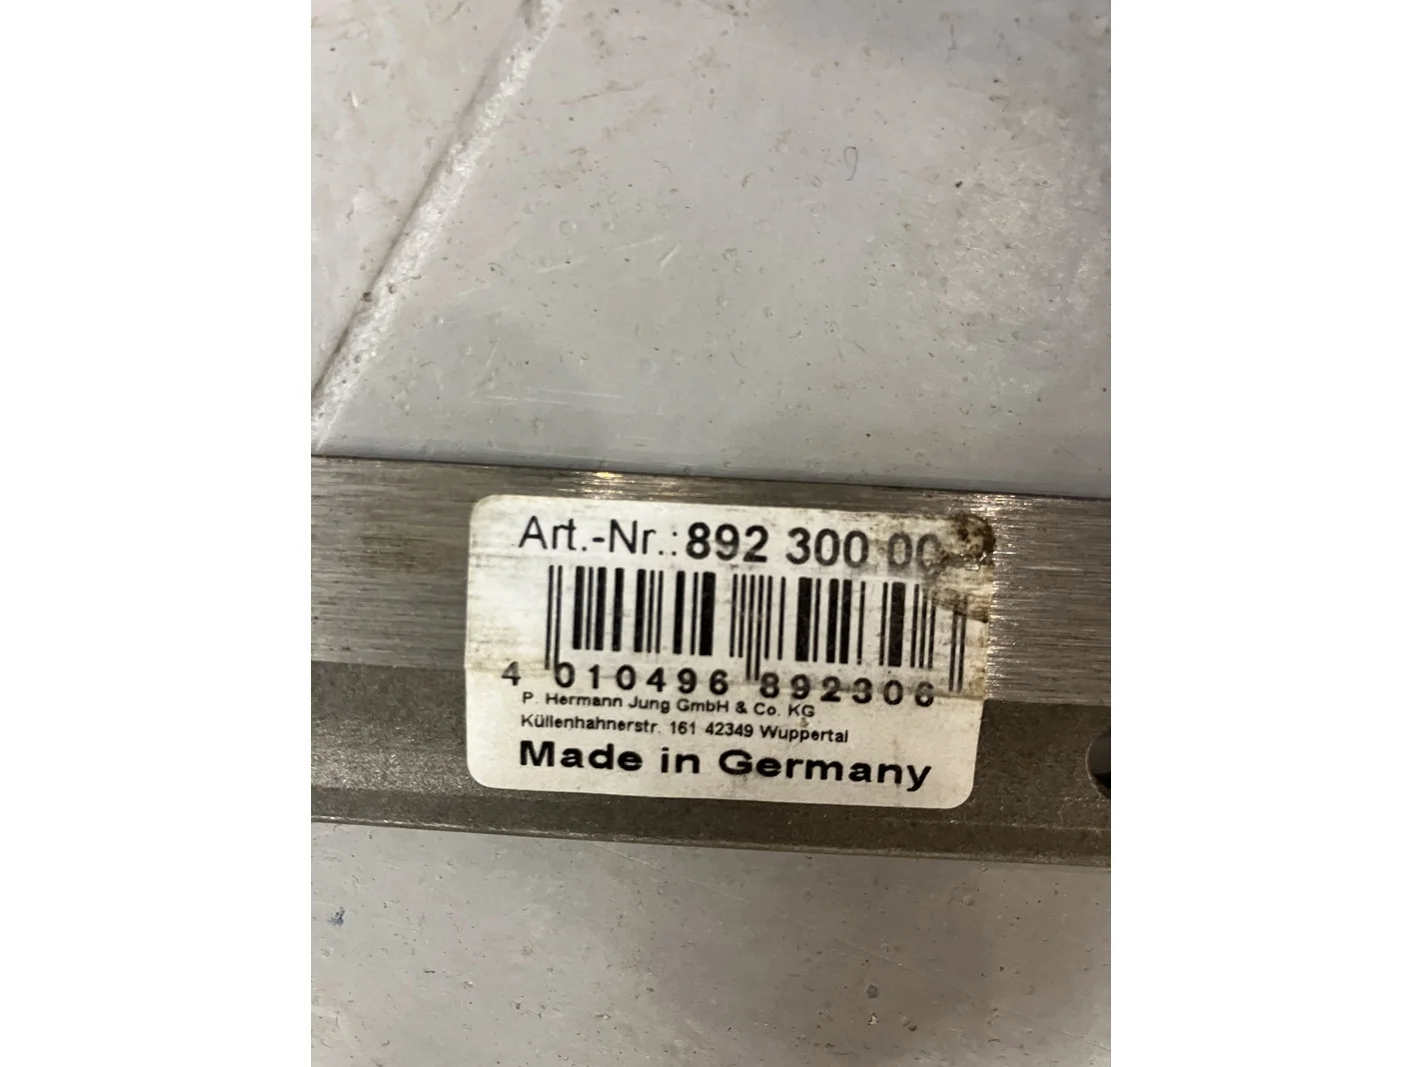 Art.-Nr.: 892 300 00
4 010496 892306
P. Hermann Jung GmbH & Co. KG
Küllenhahnerstr. 161 42349 Wuppertal
Made in Germany